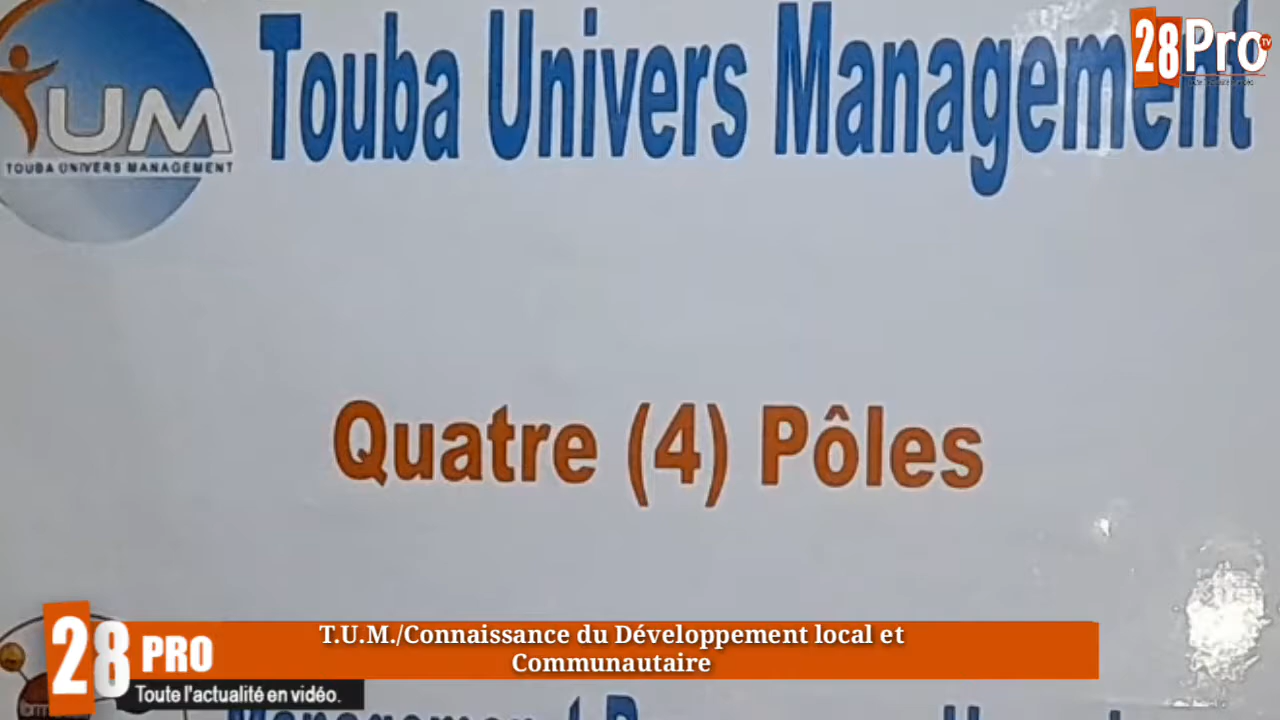 Touba Univers Management
28Pro TV
TUM
TOUBA UNIVERS MANAGEMENT
Quatre (4) Pôles
T.U.M./Connaissance du Développement local et
Communautaire
28 PRO
Toute l'actualité en vidéo.